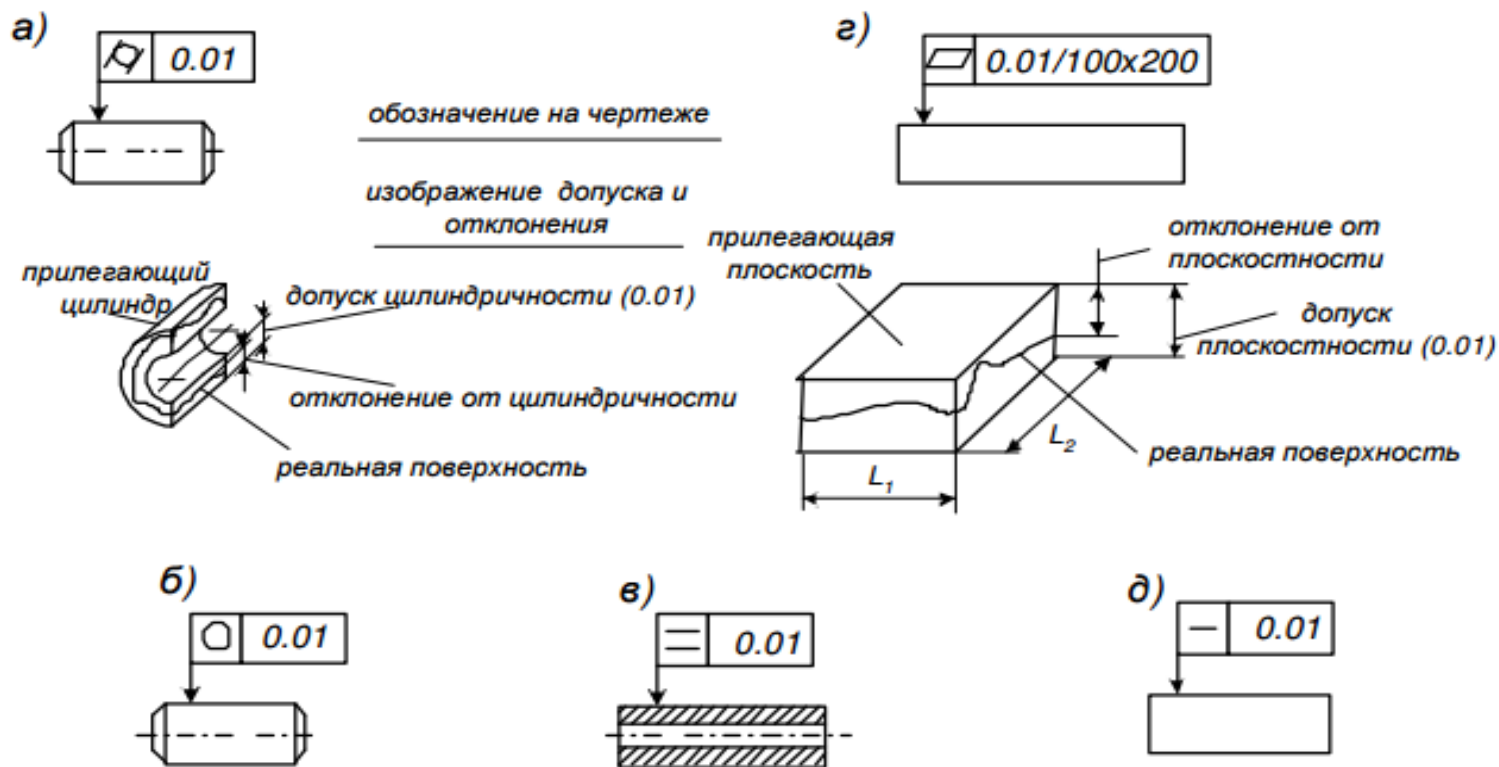 а)
0.01
г)
0.01/100x200
обозначение на чертеже
изображение допуска и
отклонения
прилегающий
цилиндр
допуск цилиндричности (0.01)
отклонение от цилиндричности
реальная поверхность
прилегающая
плоскость
отклонение от
плоскостности
допуск
плоскостности (0.01)
L₂
реальная поверхность
L₁
б)
0.01
в)
0.01
д)
0.01